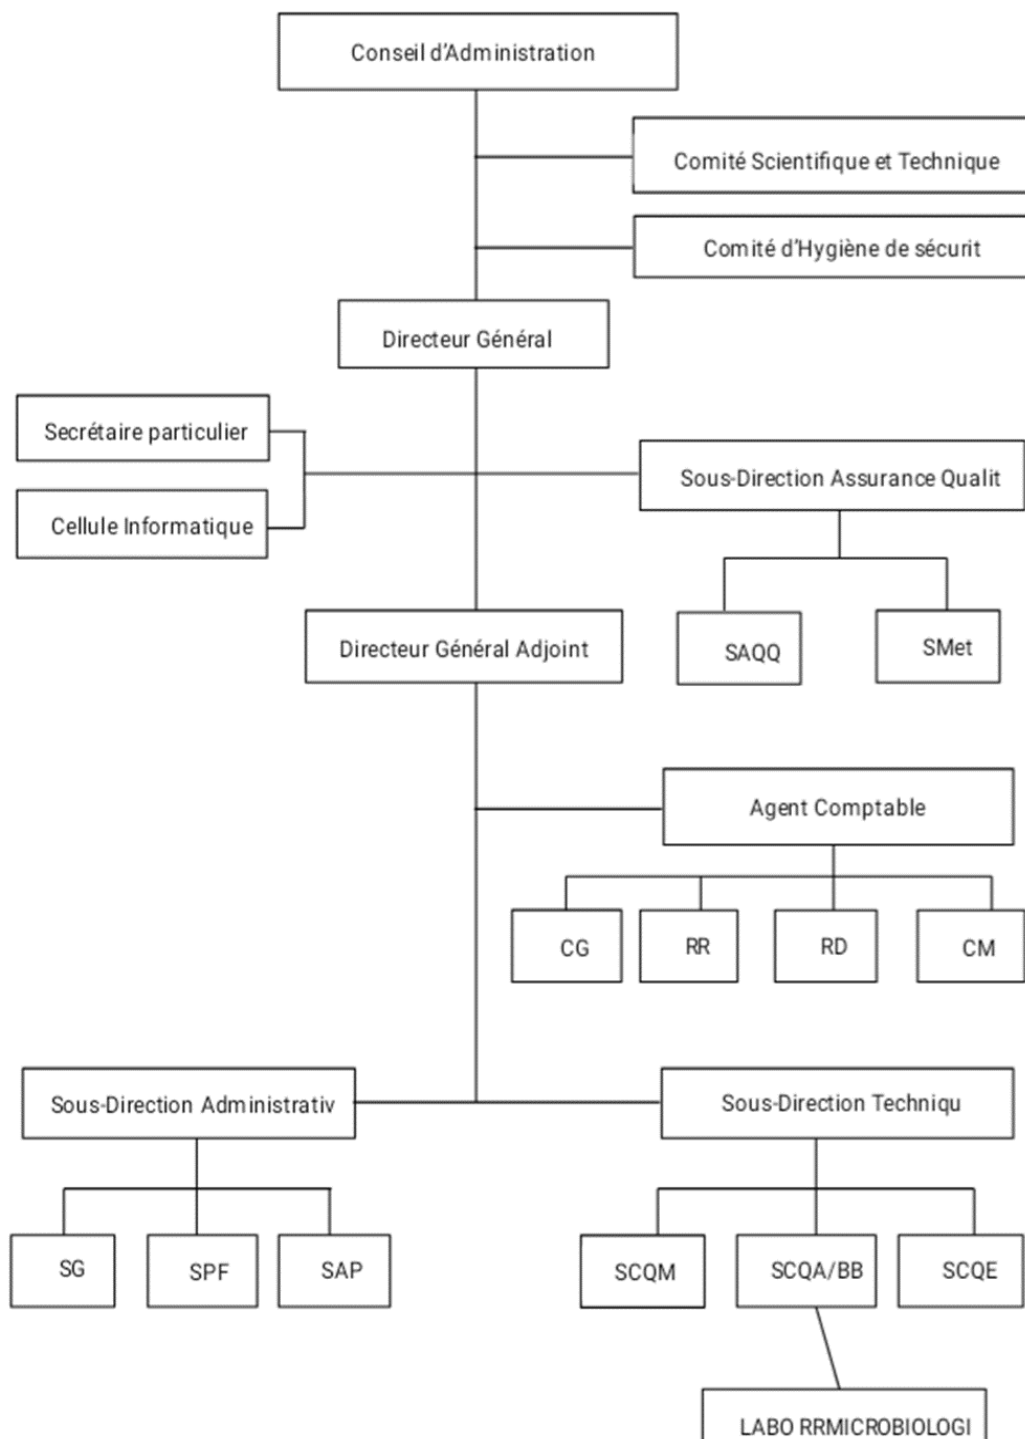 Conseil d'Administration
Comité Scientifique et Technique
Comité d'Hygiène de sécurit
Directeur Général
Secrétaire particulier
Sous-Direction Assurance Qualit
Cellule Informatique
Directeur Général Adjoint
SAQQ
SMet
Agent Comptable
CG
RR
RD
CM
Sous-Direction Administrativ
Sous-Direction Techniqu
SG
SPF
SAP
SCQM
SCQA/BB
SCQE
LABO RRMICROBIOLOGI